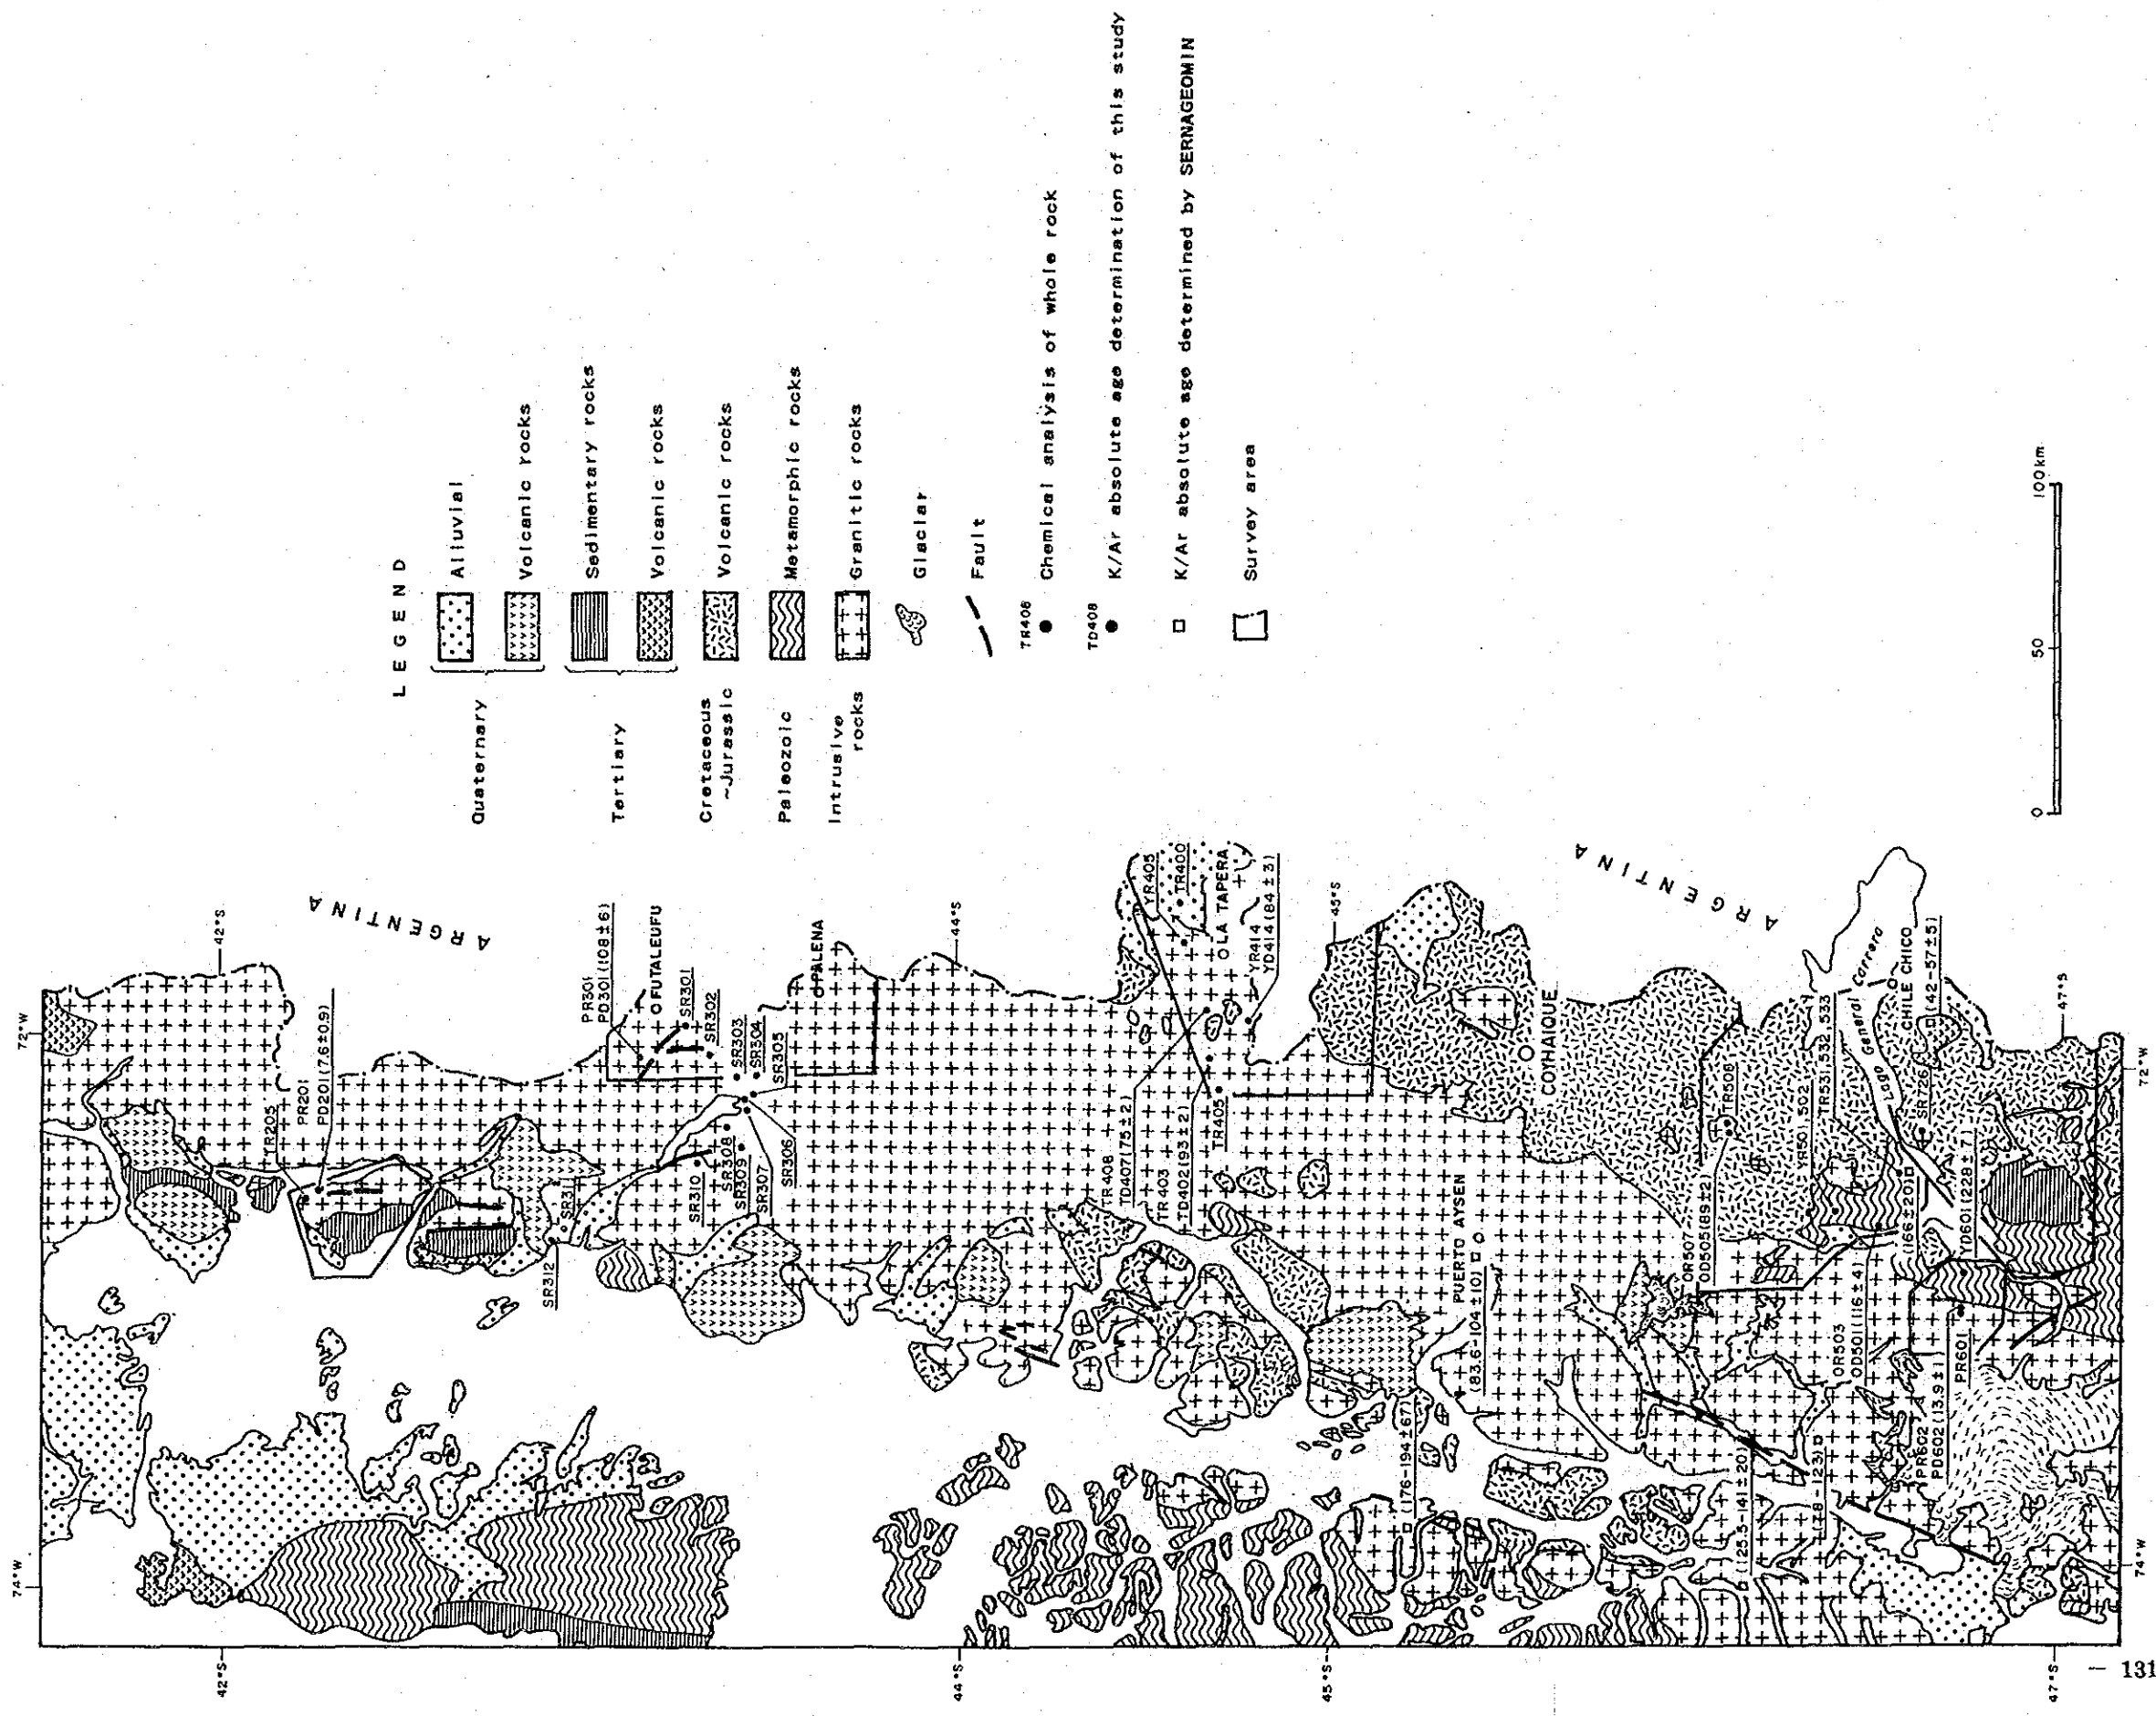 LEGEND
Quaternary
Alluvial
Volcanic rocks
Tertiary
Sedimentary rocks
Volcanic rocks
Cretaceous
~Jurassic
Volcanic rocks
Paleozoic
Metamorphic rocks
Intrusive
rocks
Granitic rocks
Glaciar
Fault
TR408
Chemical analysis of whole rock
TD408
K/Ar absolute age determination of this study
K/Ar absolute age determined by SERNAGEOMIN
Survey area
0 50 100km
74°W
72°W
42°S
42°S
ARGENTINA
TR205
PR201
PD201(7.6±0.9)
PR301
PD301(108±6)
FUTALEUFU
SR301
SR302
SR303
SR304
SR305
PALENA
SR306
SR307
SR308
SR309
SR310
SR311
SR312
44°S
44°S
TR408
TD407(75±2)
TR403
TD402(93±2)
TR405
YR405
TR400
LA TAPERA
YR414
YD414(84±3)
45°S
45°S
PUERTO AYSEN
(83.6-104±10)
(176-194±67)
COYHAIQUE
ARGENTINA
OR507
OD505(89±2)
TR508
YR501,502
TR531,532,533
Lago General Carrera
CHILE CHICO
SR726
(42-57±5)
(166±20)
YD601(228±7)
OR503
OD501(116±4)
PR601
PR602
PD602(13.9±1)
(125.5-141±20)
47°S
47°S
74°W
72°W
– 131